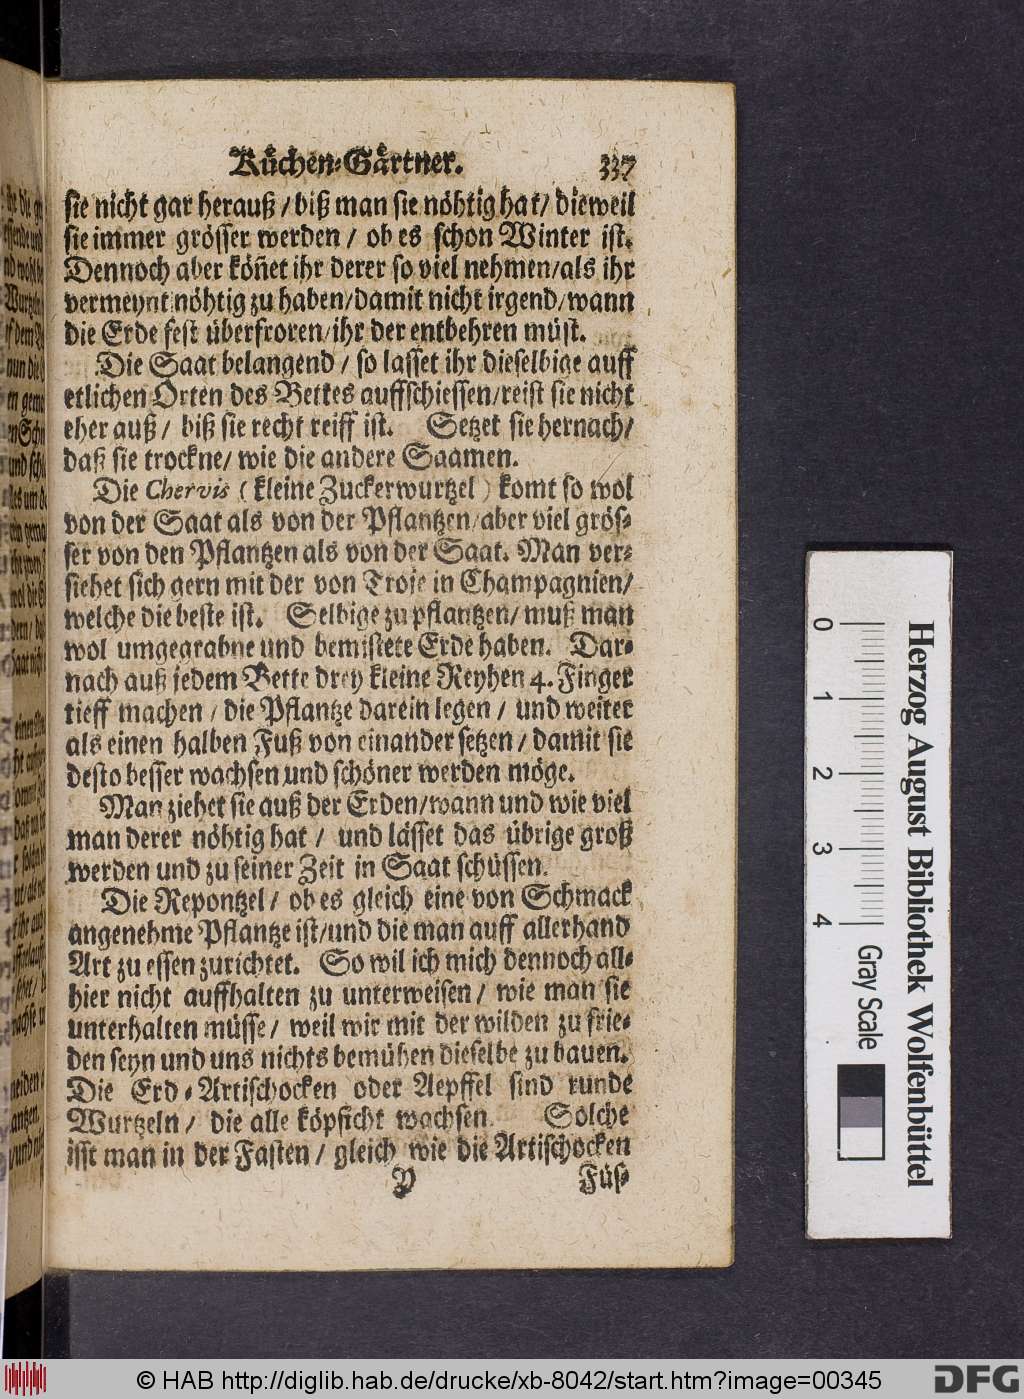 Küchen-Gärtner. 337
sie nicht gar herauß / biß man sie nöhtig hat / dieweil
sie immer grösser werden / ob es schon Winter ist.
Dennoch aber köñet ihr derer so viel nehmen / als ihr
vermeynt nöhtig zu haben / damit nicht irgend / wann
die Erde fest überfroren / ihr der entbehren müst.
Die Saat belangend / so lasset ihr dieselbige auff
etlichen Orten des Bettes auffschiessen / reist sie nicht
eher auß / biß sie recht reiff ist. Setzet sie hernach /
daß sie trockne / wie die andere Saamen.
Die Chervis ( kleine Zuckerwurtzel ) komt so wol
von der Saat als von der Pflantzen / aber viel grös-
ser von den Pflantzen als von der Saat. Man ver-
siehet sich gern mit der von Troje in Champagnien /
welche die beste ist. Selbige zu pflantzen / muß man
wol umgegrabne und bemistete Erde haben. Dar-
nach auß jedem Bette drey kleine Reyhen 4. Finger
tieff machen / die Pflantze darein legen / und weiter
als einen halben Fuß von einander setzen / damit sie
desto besser wachsen und schöner werden möge.
Man ziehet sie auß der Erden / wann und wie viel
man derer nöhtig hat / und lässet das übrige groß
werden und zu seiner Zeit in Saat schüssen.
Die Repontzel / ob es gleich eine von Schmack
angenehme Pflantze ist / und die man auff allerhand
Art zu essen zurichtet. So wil ich mich dennoch all-
hier nicht auffhalten zu unterweisen / wie man sie
unterhalten müsse / weil wir mit der wilden zu frie-
den seyn und uns nichts bemühen dieselbe zu bauen.
Die Erd-Artischocken oder Aepffel sind runde
Wurtzeln / die alle köpficht wachsen. Solche
isst man in der Fasten / gleich wie die Artischocken
Y Füs-
0 1 2 3 4
Gray Scale
Herzog August Bibliothek Wolfenbüttel
© HAB http://diglib.hab.de/drucke/xb-8042/start.htm?image=00345
DFG